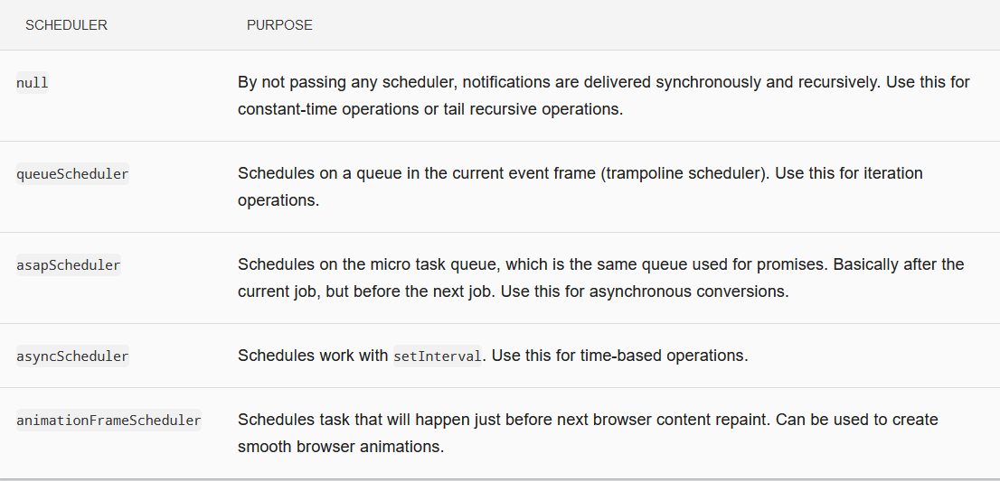 SCHEDULER PURPOSE
null By not passing any scheduler, notifications are delivered synchronously and recursively. Use this for
constant-time operations or tail recursive operations.
queueScheduler Schedules on a queue in the current event frame (trampoline scheduler). Use this for iteration
operations.
asapScheduler Schedules on the micro task queue, which is the same queue used for promises. Basically after the
current job, but before the next job. Use this for asynchronous conversions.
asyncScheduler Schedules work with setInterval. Use this for time-based operations.
animationFrameScheduler Schedules task that will happen just before next browser content repaint. Can be used to create
smooth browser animations.